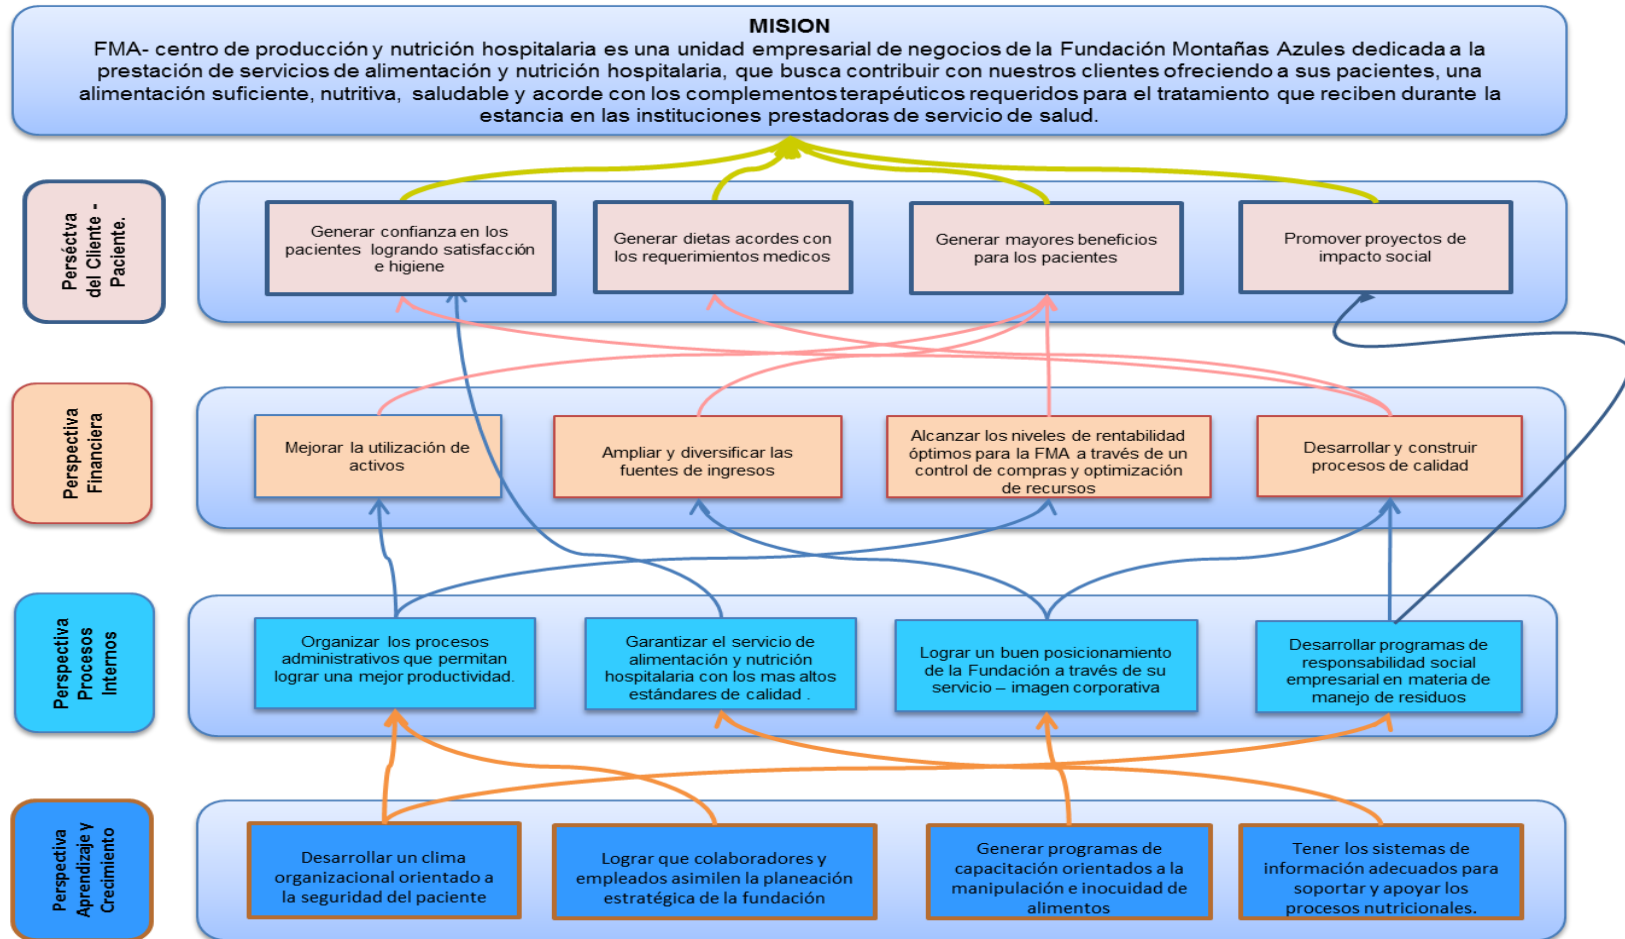 MISION
FMA- centro de producción y nutrición hospitalaria es una unidad empresarial de negocios de la Fundación Montañas Azules dedicada a la
prestación de servicios de alimentación y nutrición hospitalaria, que busca contribuir con nuestros clientes ofreciendo a sus pacientes, una
alimentación suficiente, nutritiva, saludable y acorde con los complementos terapéuticos requeridos para el tratamiento que reciben durante la
estancia en las instituciones prestadoras de servicio de salud.
Perséctva
del Cliente -
Paciente.
Generar confianza en los
pacientes logrando satisfacción
e higiene
Generar dietas acordes con
los requerimientos medicos
Generar mayores beneficios
para los pacientes
Promover proyectos de
impacto social
Perspectiva
Financiera
Mejorar la utilización de
activos
Ampliar y diversificar las
fuentes de ingresos
Alcanzar los niveles de rentabilidad
óptimos para la FMA a través de un
control de compras y optimización
de recursos
Desarrollar y construir
procesos de calidad
Perspectiva
Procesos
Internos
Organizar los procesos
administrativos que permitan
lograr una mejor productividad.
Garantizar el servicio de
alimentación y nutrición
hospitalaria con los mas altos
estándares de calidad .
Lograr un buen posicionamiento
de la Fundación a través de su
servicio – imagen corporativa
Desarrollar programas de
responsabilidad social
empresarial en materia de
manejo de residuos
Perspectiva
Aprendizaje y
Crecimiento
Desarrollar un clima
organizacional orientado a
la seguridad del paciente
Lograr que colaboradores y
empleados asimilen la planeación
estratégica de la fundación
Generar programas de
capacitación orientados a la
manipulación e inocuidad de
alimentos
Tener los sistemas de
información adecuados para
soportar y apoyar los
procesos nutricionales.